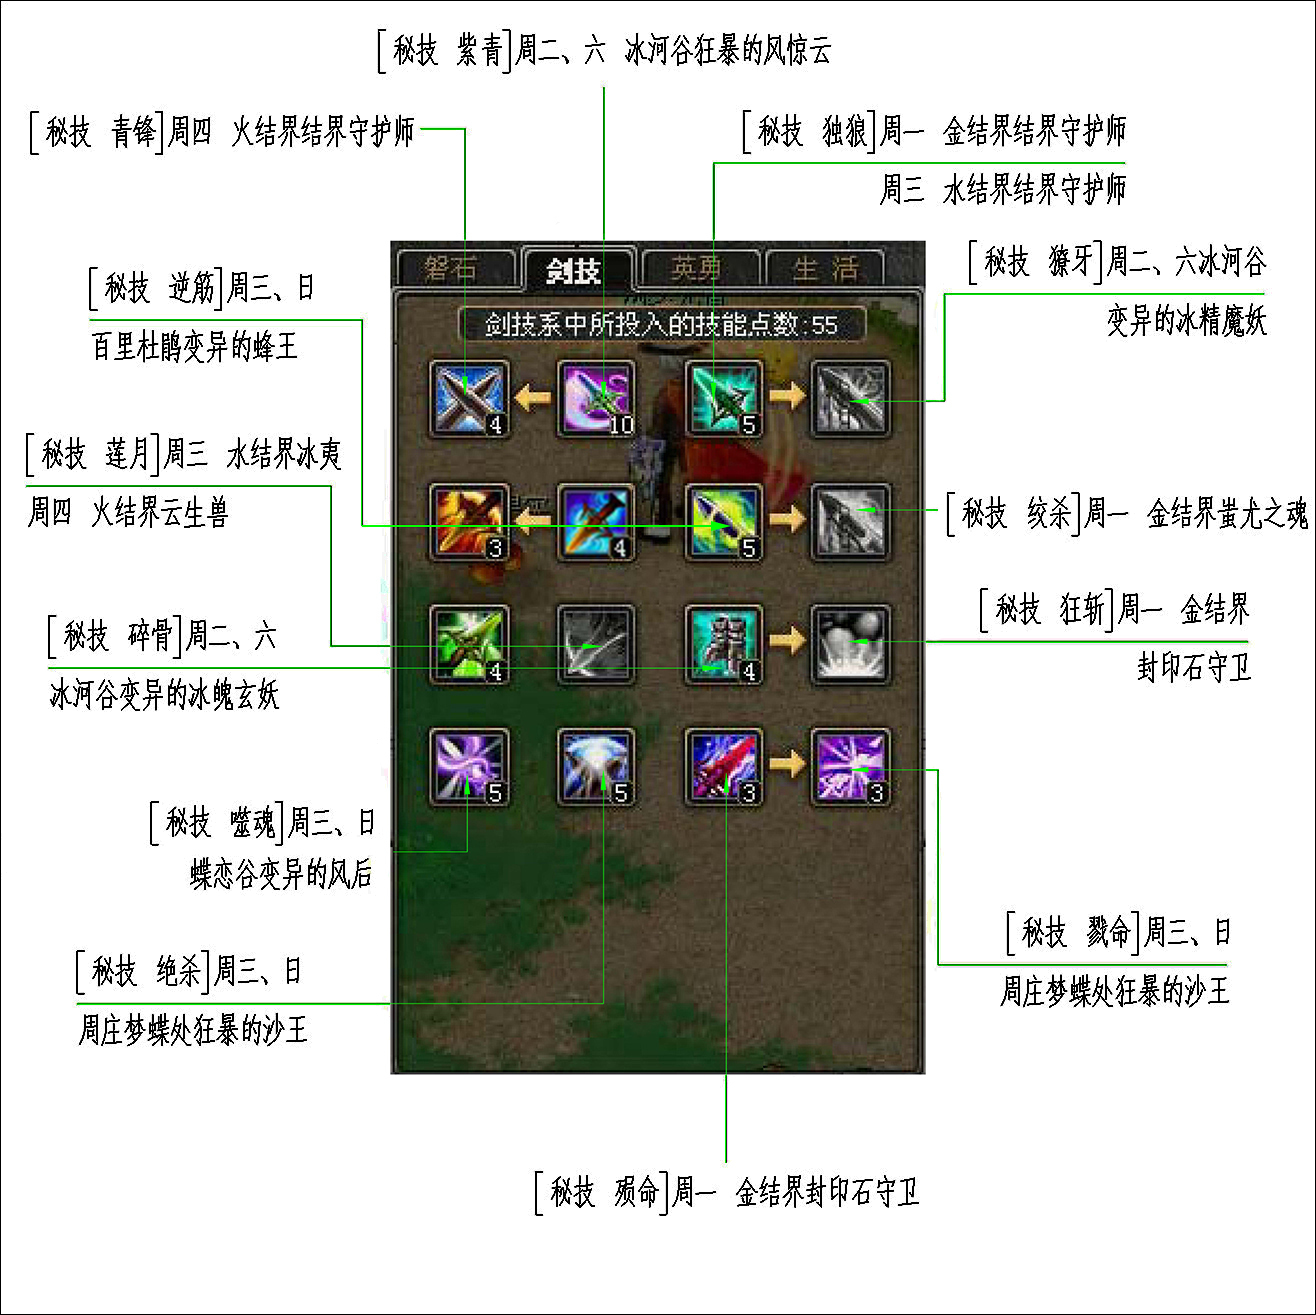 [秘技 紫青]周二、六 冰河谷狂暴的风惊云
[秘技 青锋]周四 火结界结界守护师
[秘技 独狼]周一 金结界结界守护师
周三 水结界结界守护师
[秘技 獠牙]周二、六冰河谷
变异的冰精魔妖
[秘技 逆筋]周三、日
百里杜鹃变异的蜂王
磐石 剑技 英勇 生活
剑技系中所投入的技能点数:55
4 10 5
[秘技 莲月]周三 水结界冰夷
周四 火结界云生兽
[秘技 绞杀]周一 金结界蚩尤之魂
3 4 5
[秘技 碎骨]周二、六
冰河谷变异的冰魄玄妖
[秘技 狂斩]周一 金结界
封印石守卫
4 4
5 5 3 3
[秘技 噬魂]周三、日
蝶恋谷变异的风后
[秘技 绝杀]周三、日
周庄梦蝶处狂暴的沙王
[秘技 戮命]周三、日
周庄梦蝶处狂暴的沙王
[秘技 殒命]周一 金结界封印石守卫